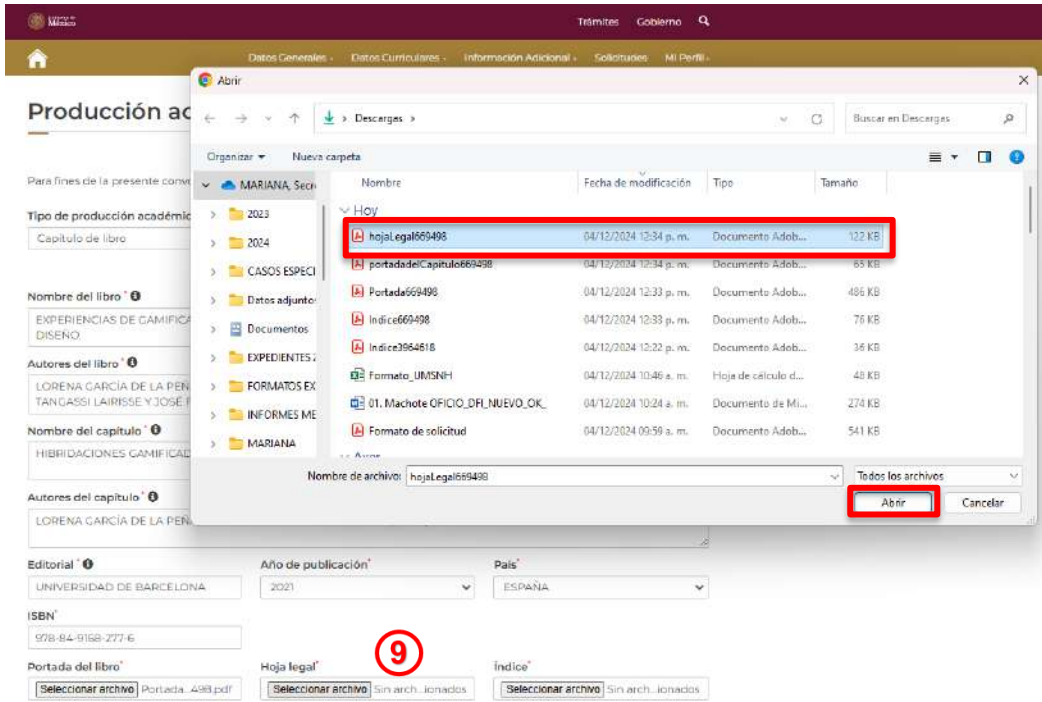 México
Trámites Gobierno
Datos Generales Datos Curriculares Información Adicional Solicitudes Mi Perfil
Abrir
Producción ac
Descargas
Buscar en Descargas
Organizar Nueva carpeta
Para fines de la presente conv
MARIANA, Secr
Nombre Fecha de modificación Tipo Tamaño
Hoy
Tipo de producción académic
2023
hojaLegal669498 04/12/2024 12:34 p. m. Documento Adob... 122 KB
Capítulo de libro
2024
portadadelCapitulo669498 04/12/2024 12:34 p. m. Documento Adob... 65 KB
CASOS ESPECI
Portada669498 04/12/2024 12:33 p. m. Documento Adob... 486 KB
Nombre del libro *
Datos adjunto
Indice669498 04/12/2024 12:33 p. m. Documento Adob... 76 KB
EXPERIENCIAS DE GAMIFICA
DISEÑO.
Documentos
Indice3964618 04/12/2024 12:22 p. m. Documento Adob... 36 KB
Autores del libro *
EXPEDIENTES 2
Formato_UMSNH 04/12/2024 10:46 a. m. Hoja de cálculo d... 48 KB
LORENA GARCÍA DE LA PEÑ
TANGASSI LAIRISSE Y JOSÉ F
FORMATOS EX
01. Machote OFICIO_DFI_NUEVO_OK_ 04/12/2024 10:24 a. m. Documento de Mi... 274 KB
INFORMES ME
Nombre del capítulo *
MARIANA
Formato de solicitud 04/12/2024 09:59 a. m. Documento Adob... 541 KB
HIBRIDACIONES GAMIFICAD
Nombre de archivo: hojaLegal669498 Todos los archivos
Autores del capítulo *
Abrir Cancelar
LORENA GARCÍA DE LA PEÑ
Editorial * Año de publicación* País*
UNIVERSIDAD DE BARCELONA 2021 ESPAÑA
ISBN*
978-84-9168-277-6
9
Portada del libro* Hoja legal* Índice*
Seleccionar archivo Portada...498.pdf Seleccionar archivo Sin arch...ionados Seleccionar archivo Sin arch...ionados